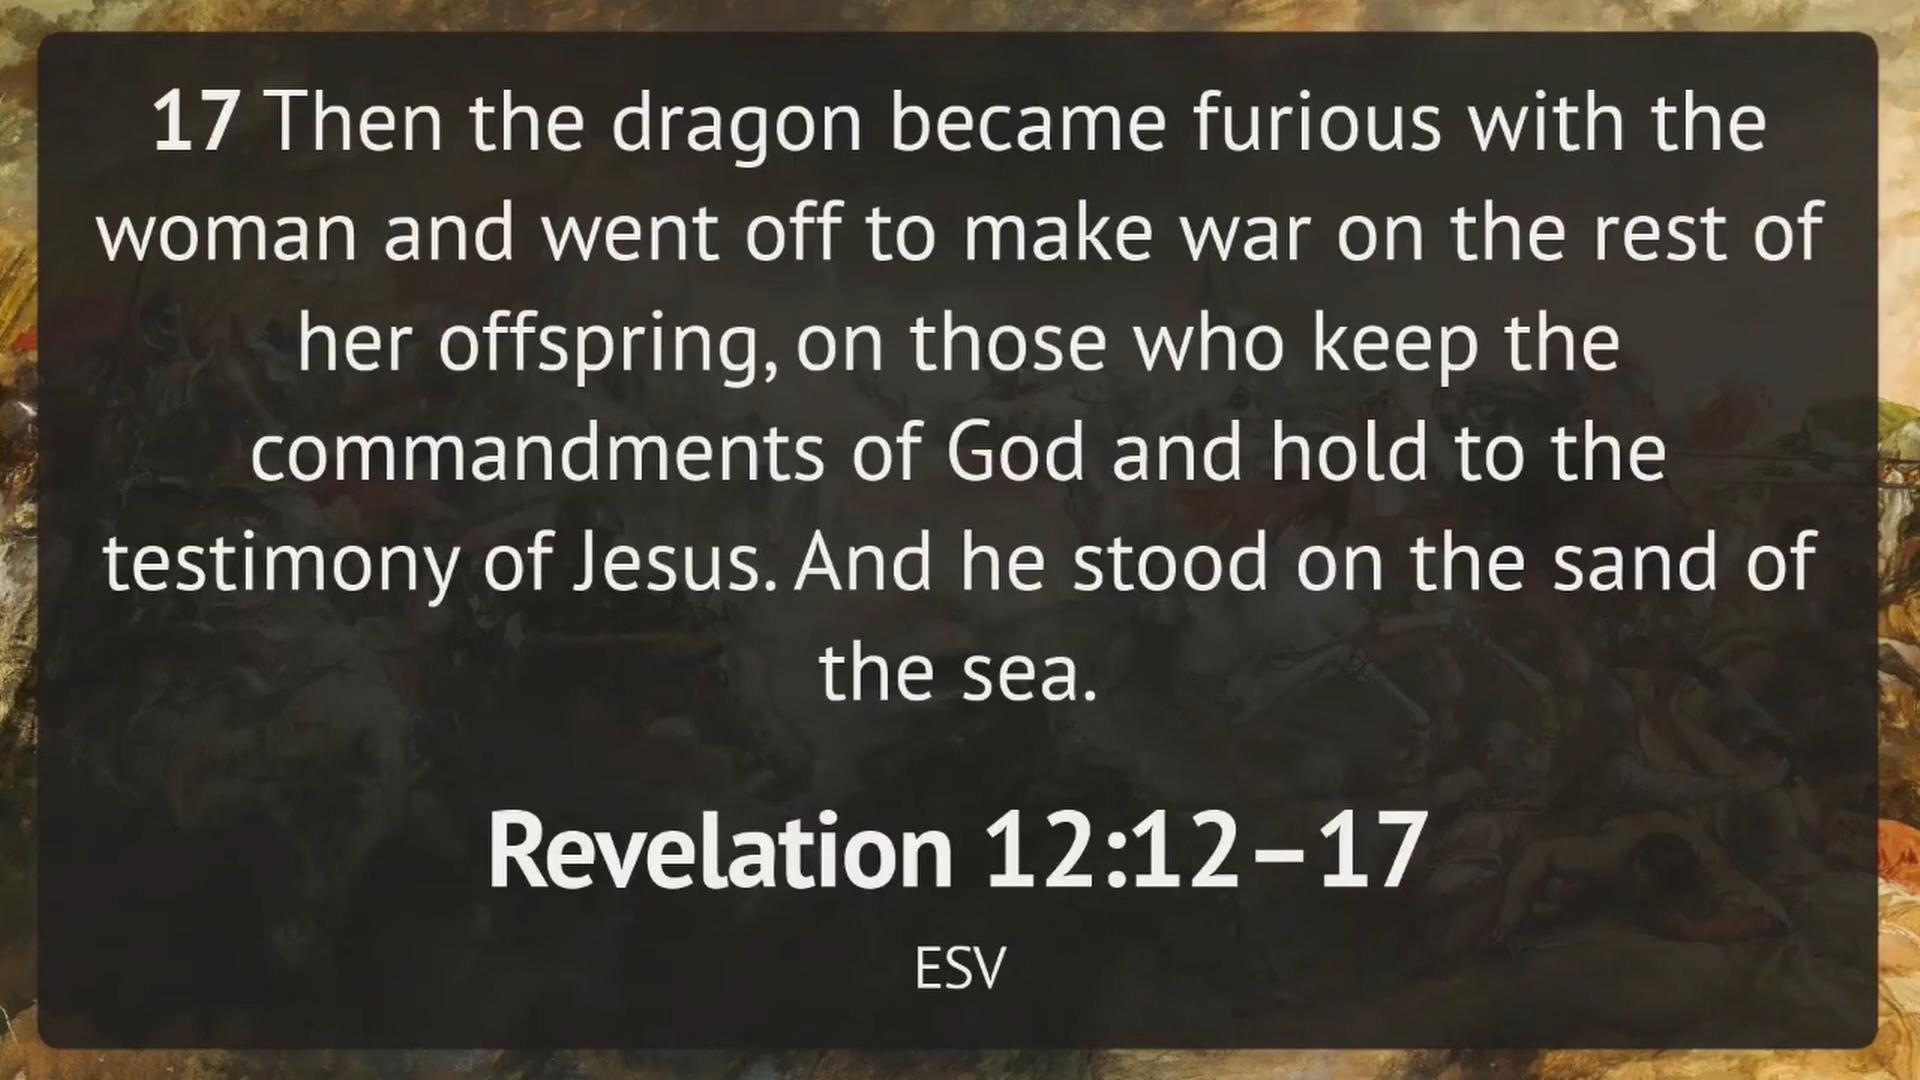 17 Then the dragon became furious with the
woman and went off to make war on the rest of
her offspring, on those who keep the
commandments of God and hold to the
testimony of Jesus. And he stood on the sand of
the sea.
Revelation 12:12–17
ESV